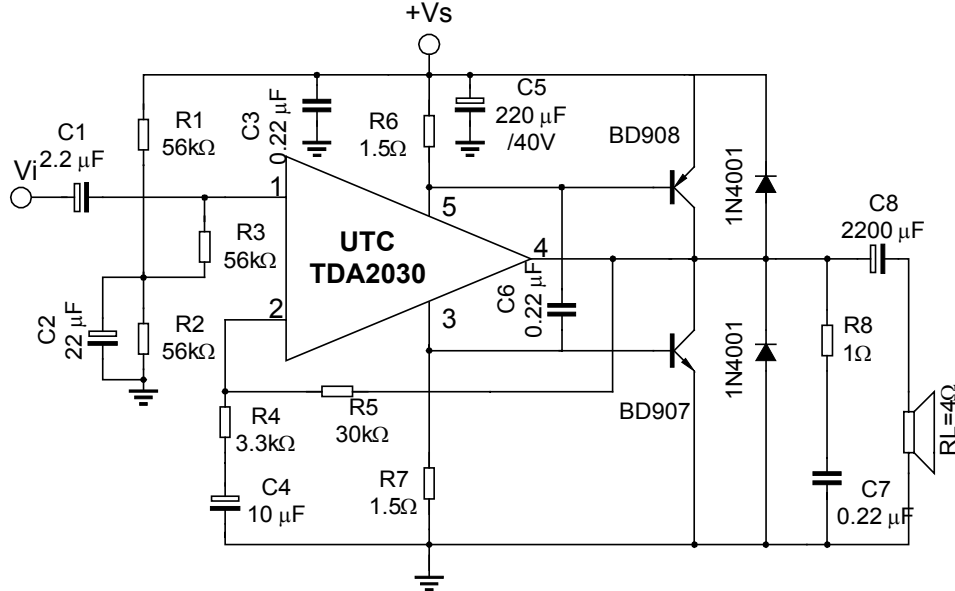 +Vs
C1
2.2 μF
Vi
R1
56kΩ
C3
0.22 μF
R6
1.5Ω
C5
220 μF
/40V
BD908
1N4001
C8
2200 μF
1
R3
56kΩ
UTC
TDA2030
5
4
C6
0.22 μF
2
3
C2
22 μF
R2
56kΩ
R4
3.3kΩ
R5
30kΩ
BD907
1N4001
R8
1Ω
RL=4Ω
C4
10 μF
R7
1.5Ω
C7
0.22 μF